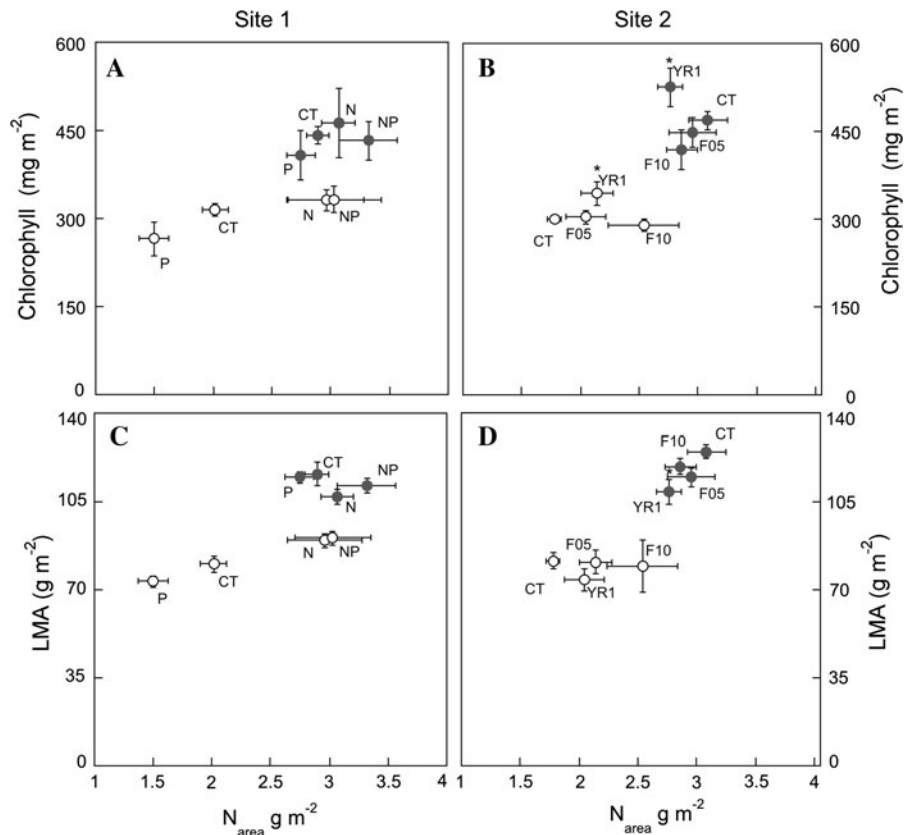 Site 1
Site 2
A
B
C
D
600
450
300
150
0
Chlorophyll (mg m⁻²)
CT
N
NP
P
N
NP
CT
P
*
YR1
CT
F05
F10
*
YR1
CT
F05
F10
600
450
300
150
0
Chlorophyll (mg m⁻²)
140
105
70
35
0
LMA (g m⁻²)
CT
NP
P
N
N
NP
CT
P
F10
CT
*
F05
YR1
F05
F10
CT
YR1
140
105
70
35
0
LMA (g m⁻²)
1
1.5
2
2.5
3
3.5
4
1
1.5
2
2.5
3
3.5
4
N area g m⁻²
N area g m⁻²